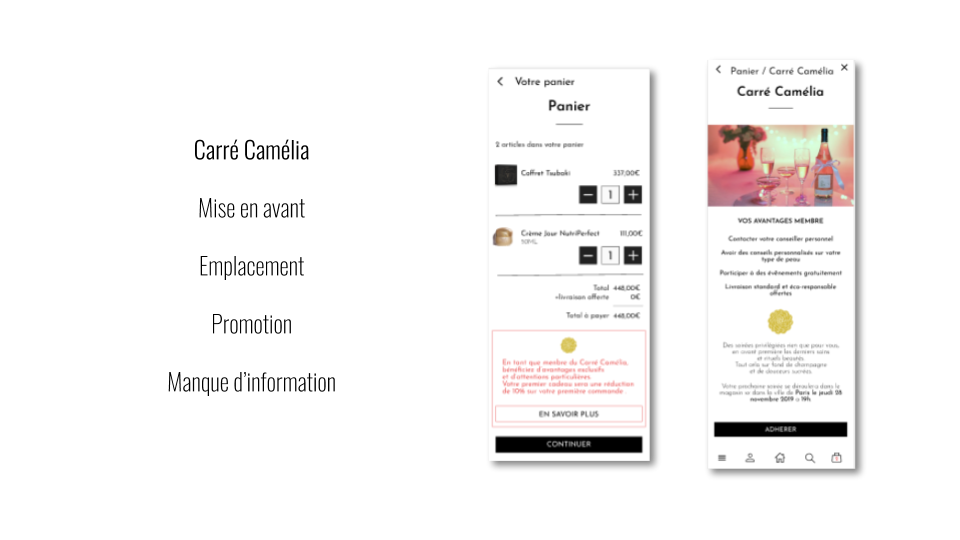 Carré Camélia
Mise en avant
Emplacement
Promotion
Manque d'information
Votre panier
Panier
2 articles dans votre panier
Coffret Tsubaki 337,00€
1
Crème Jour NutriPerfect 111,00€
50ML
1
Total 448,00€
+livraison offerte 0€
Total à payer 448,00€
En tant que membre du Carré Camélia,
bénéficiez d'avantages exclusifs
et d'attentions particulières.
Votre premier cadeau sera une réduction
de 10% sur votre première commande.
EN SAVOIR PLUS
CONTINUER
Panier / Carré Camélia
Carré Camélia
VOS AVANTAGES MEMBRE
Contacter votre conseiller personnel
Avoir des conseils personnalisés sur votre
type de peau
Participer à des évènements gratuitement
Livraison standard et éco-responsable
offertes
Des soirées privilégiées rien que pour vous,
en avant première les derniers soins
et rituels beautés.
Tout cela sur fond de champagne
et de douceurs sucrées.
Votre prochaine soirée se déroulera dans le
magasin de la ville de Paris le jeudi 28
novembre 2019 à 19h
ADHERER